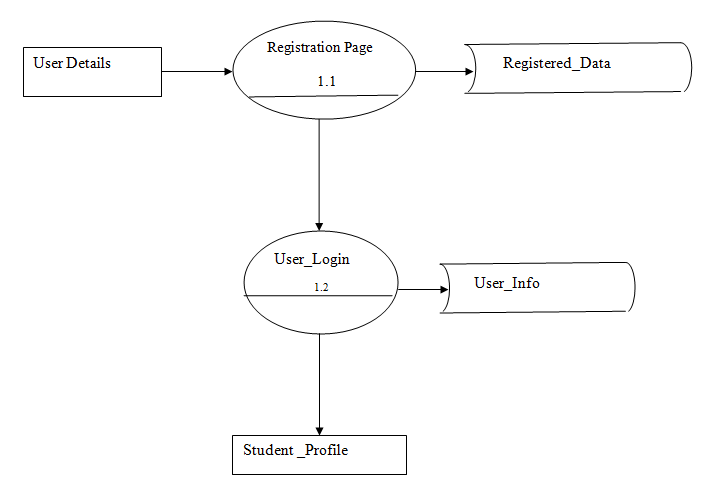 User Details
Registration Page
1.1
Registered_Data
User_Login
1.2
User_Info
Student _Profile